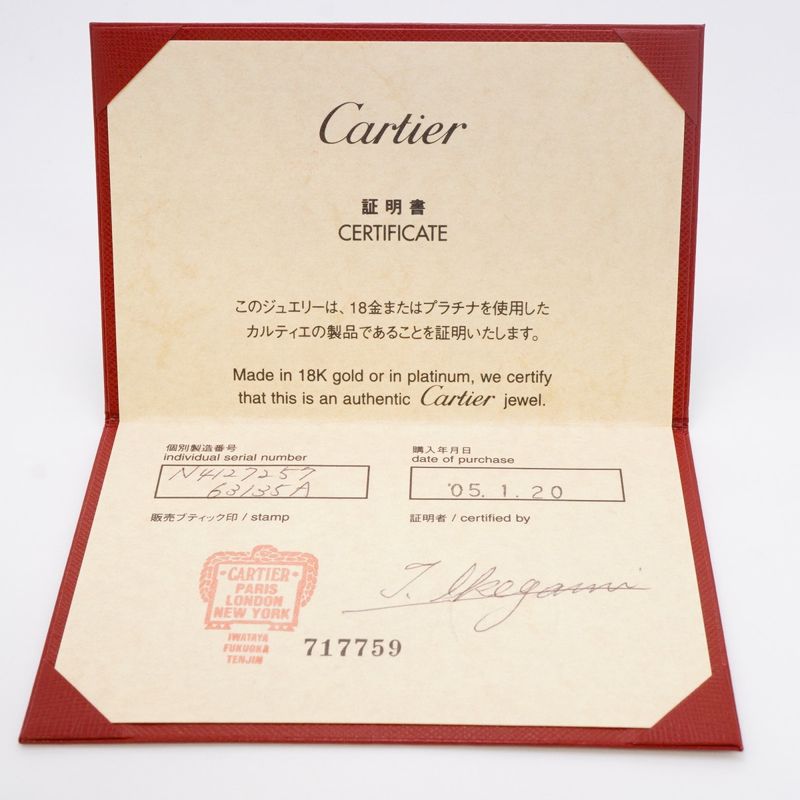 Cartier
証明書
CERTIFICATE
このジュエリーは、18金またはプラチナを使用した
カルティエの製品であることを証明いたします。
Made in 18K gold or in platinum, we certify
that this is an authentic Cartier jewel.
個別製造番号
individual serial number
N4127257
63135A
購入年月日
date of purchase
'05. 1. 20
販売ブティック印 / stamp
証明者 / certified by
CARTIER
PARIS
LONDON
NEW YORK
IWATAYA
FUKUOKA
TENJIN
717759
J. Ikegami